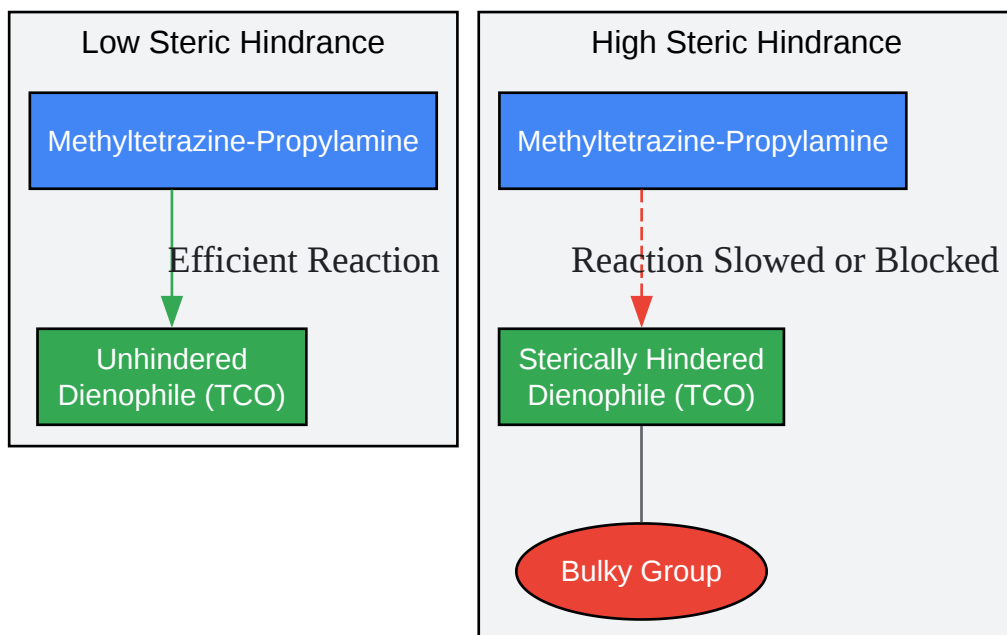 Low Steric Hindrance
Methyltetrazine-Propylamine
Efficient Reaction
Unhindered
Dienophile (TCO)
High Steric Hindrance
Methyltetrazine-Propylamine
Reaction Slowed or Blocked
Sterically Hindered
Dienophile (TCO)
Bulky Group